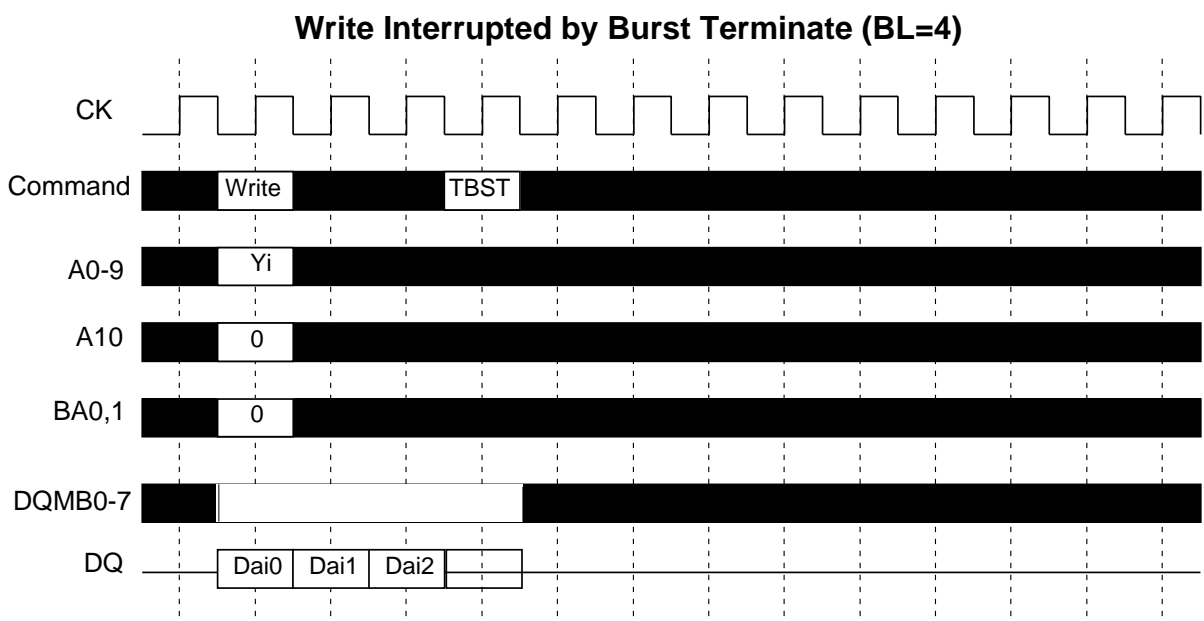 Write Interrupted by Burst Terminate (BL=4)
CK
Command Write TBST
A0-9 Yi
A10 0
BA0,1 0
DQMB0-7
DQ Dai0 Dai1 Dai2